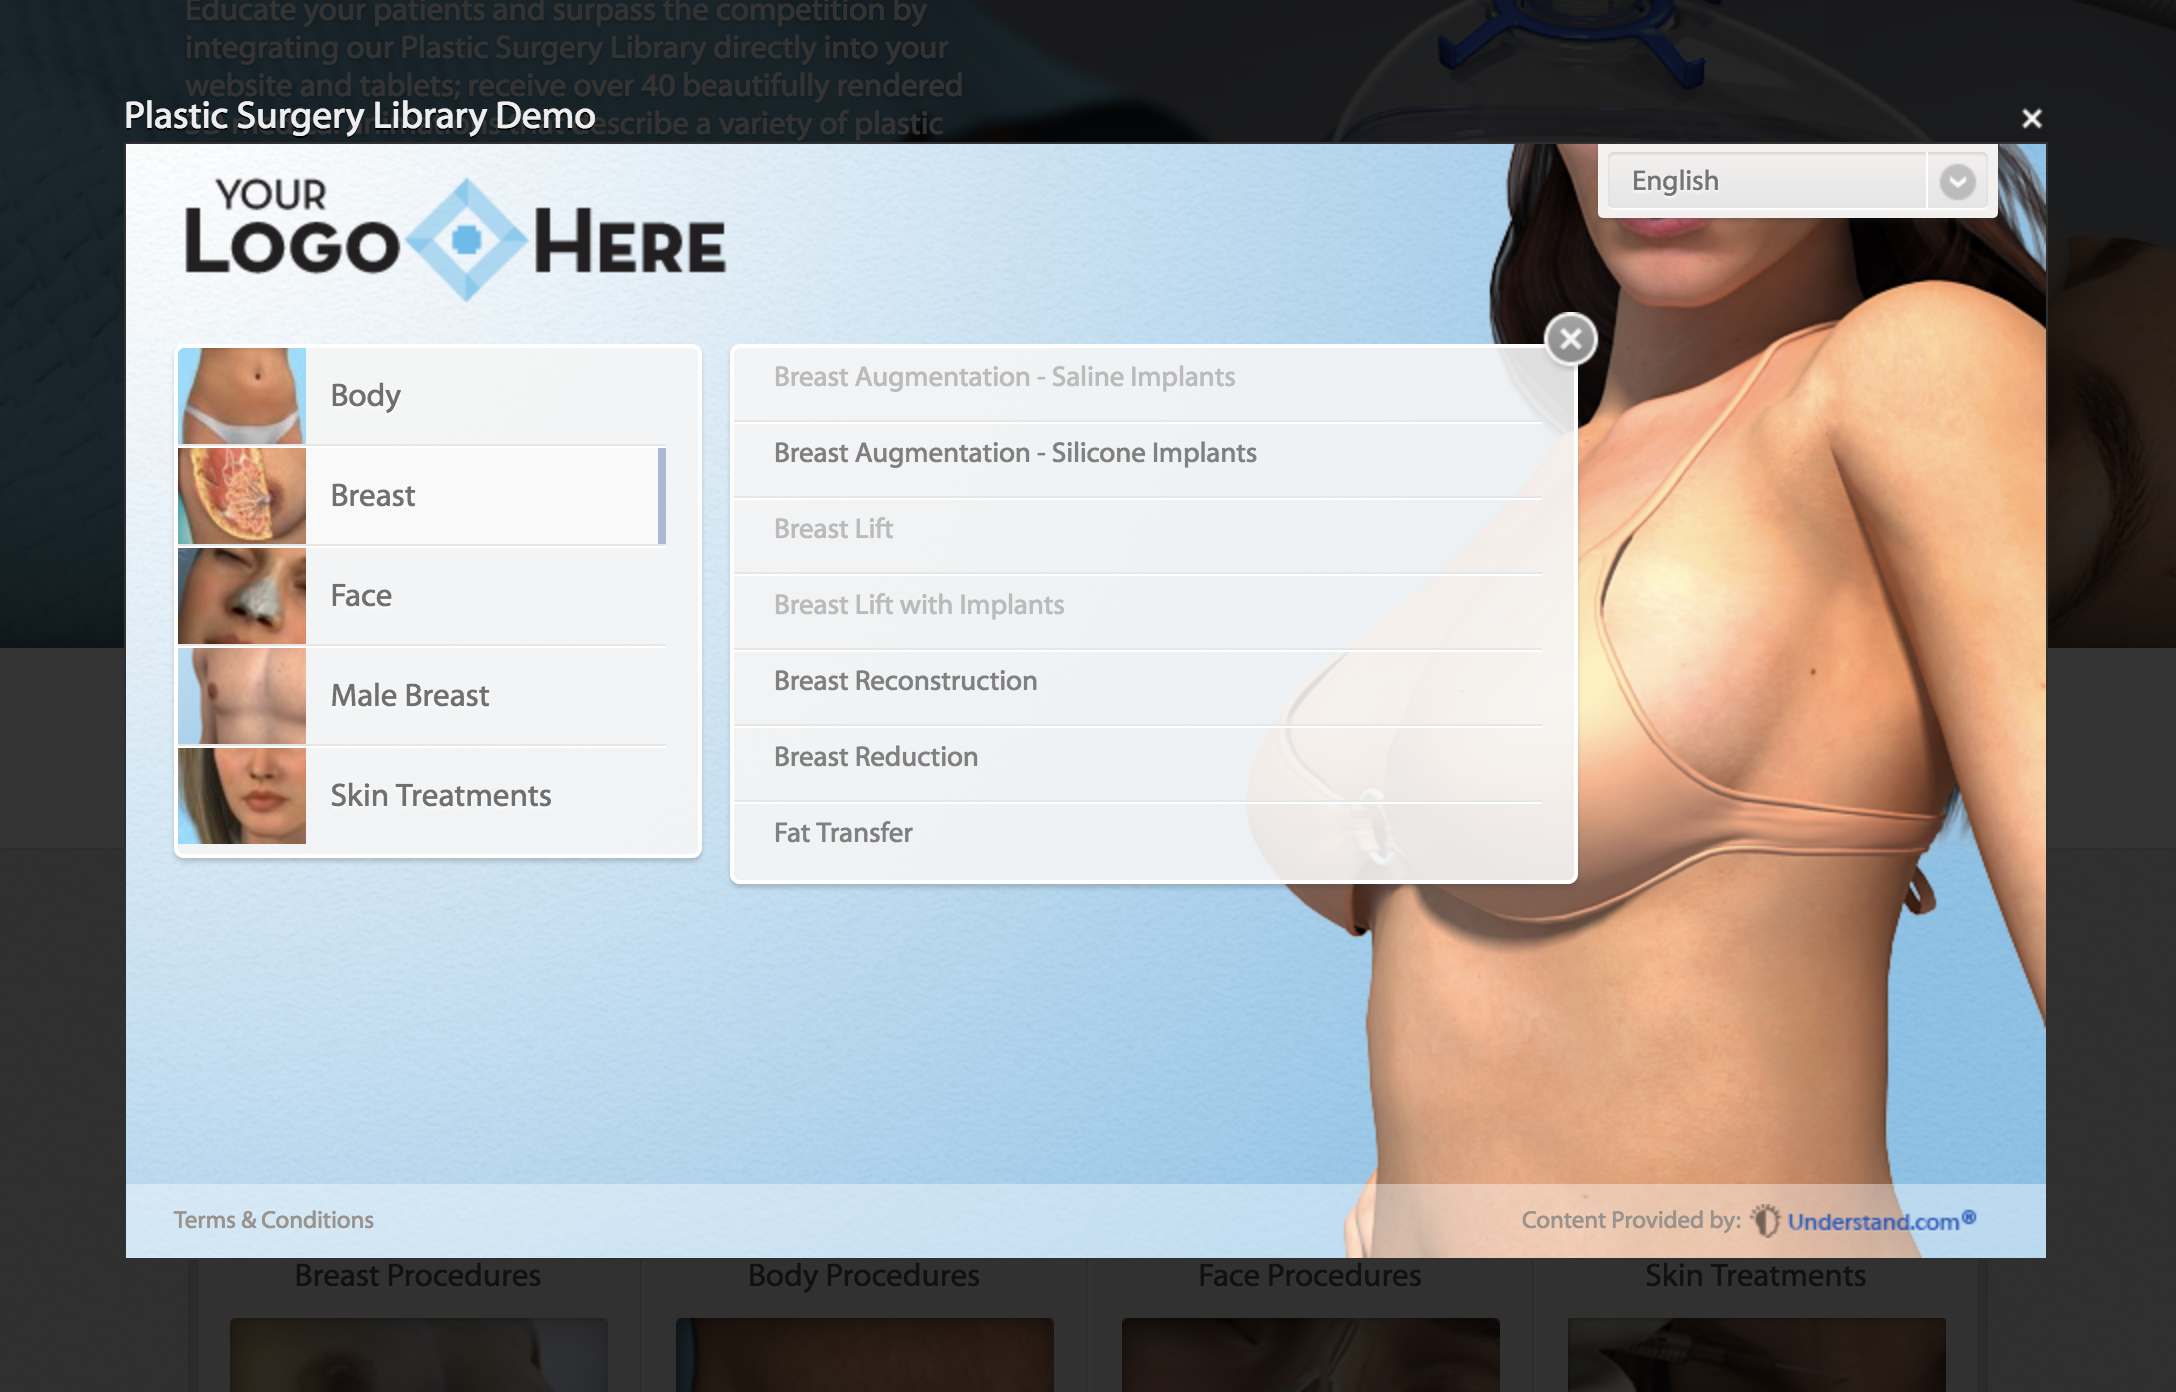 Educate your patients and surpass the competition by
integrating our Plastic Surgery Library directly into your
website and tablets; receive over 40 beautifully rendered
describe a variety of plastic
Plastic Surgery Library Demo
YOUR
LOGO HERE
English
Body
Breast
Face
Male Breast
Skin Treatments
Breast Augmentation - Saline Implants
Breast Augmentation - Silicone Implants
Breast Lift
Breast Lift with Implants
Breast Reconstruction
Breast Reduction
Fat Transfer
Terms & Conditions
Content Provided by: Understand.com®
Breast Procedures
Body Procedures
Face Procedures
Skin Treatments